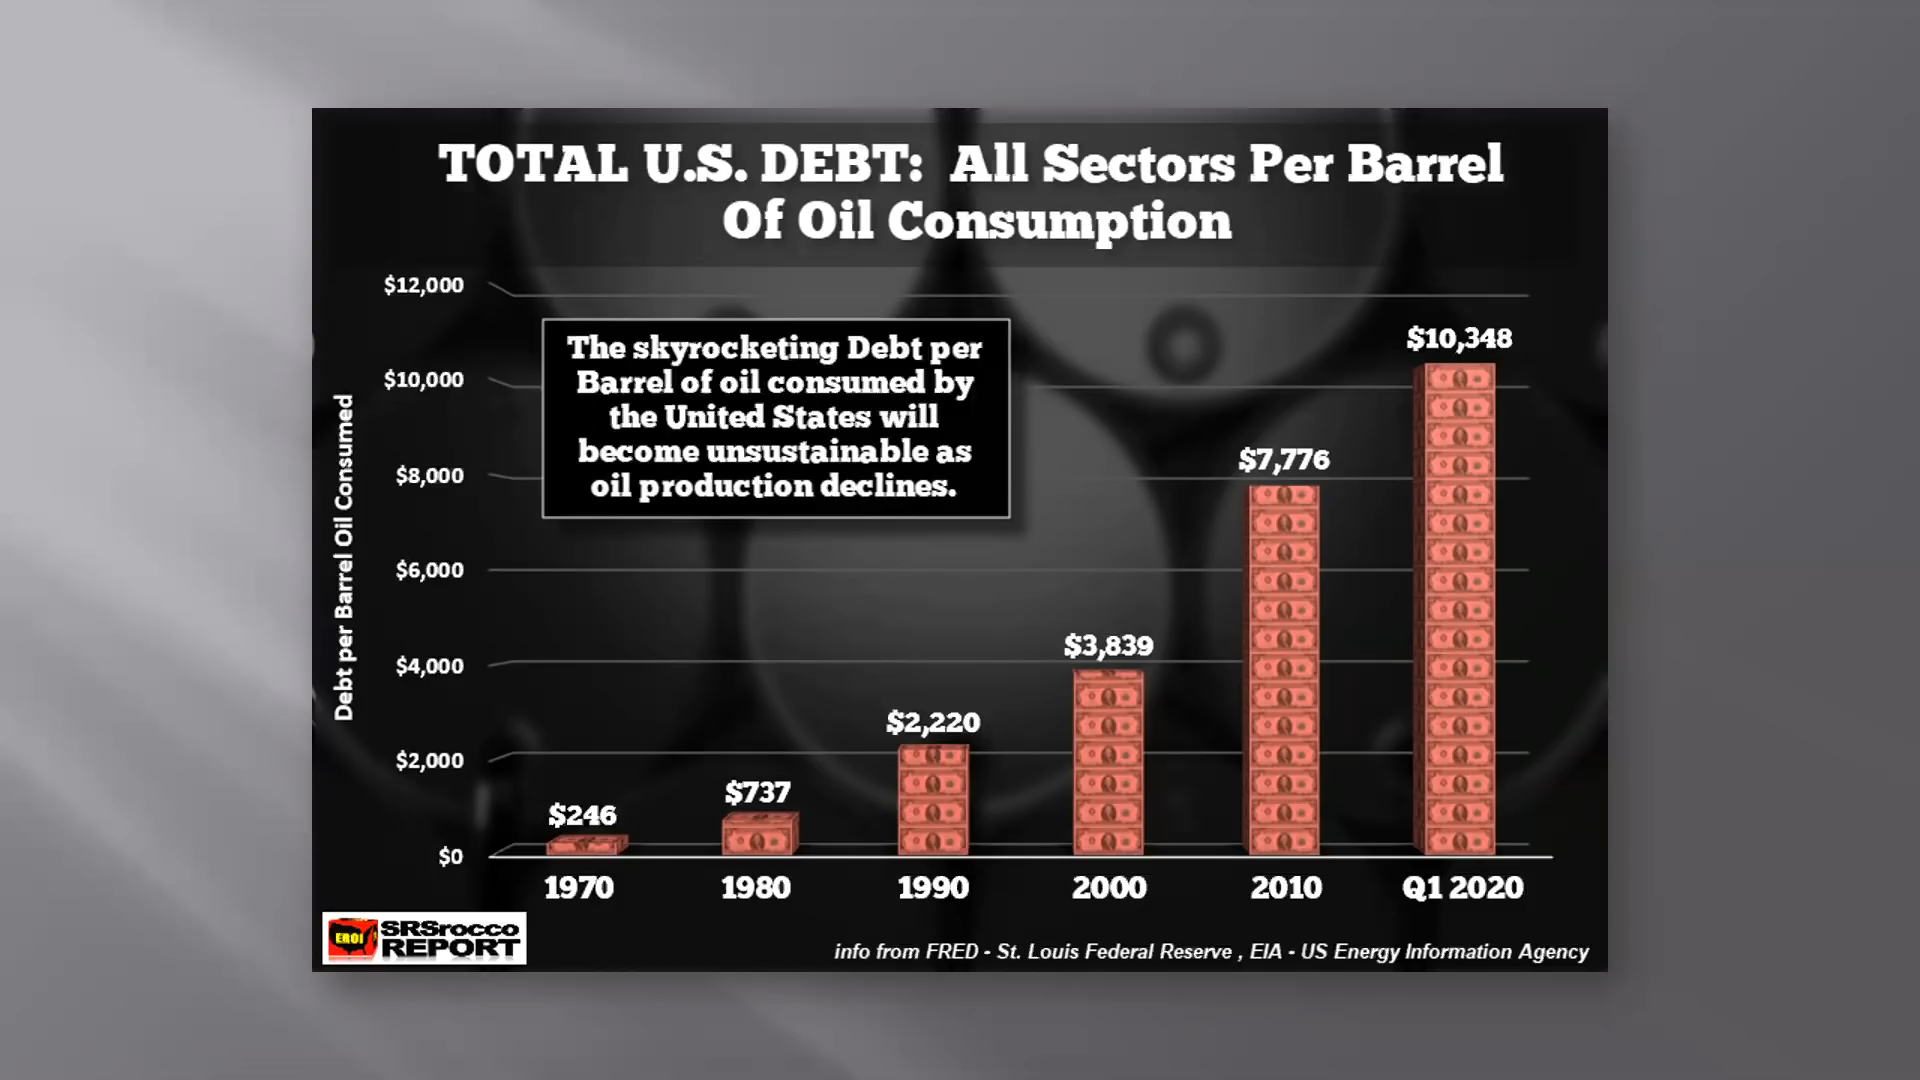 TOTAL U.S. DEBT: All Sectors Per Barrel
Of Oil Consumption
$12,000
$10,000
$8,000
$6,000
$4,000
$2,000
$0
Debt per Barrel Oil Consumed
The skyrocketing Debt per
Barrel of oil consumed by
the United States will
become unsustainable as
oil production declines.
$246
$737
$2,220
$3,839
$7,776
$10,348
1970
1980
1990
2000
2010
Q1 2020
EROI
SRSrocco
REPORT
info from FRED - St. Louis Federal Reserve , EIA - US Energy Information Agency